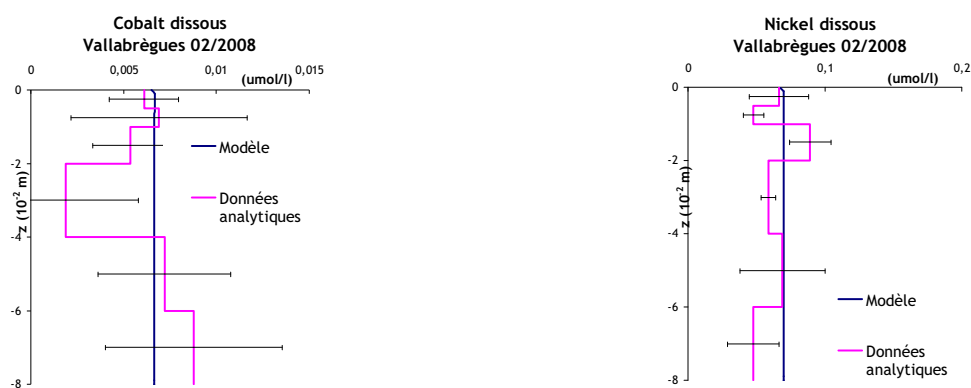 Cobalt dissous
Vallabrègues 02/2008
0
0,005
0,01
0,015
(umol/l)
0
-2
-4
-6
-8
z (10⁻² m)
Modèle
Données
analytiques
Nickel dissous
Vallabrègues 02/2008
0
0,1
0,2
(umol/l)
0
-2
-4
-6
-8
z (10⁻² m)
Modèle
Données
analytiques